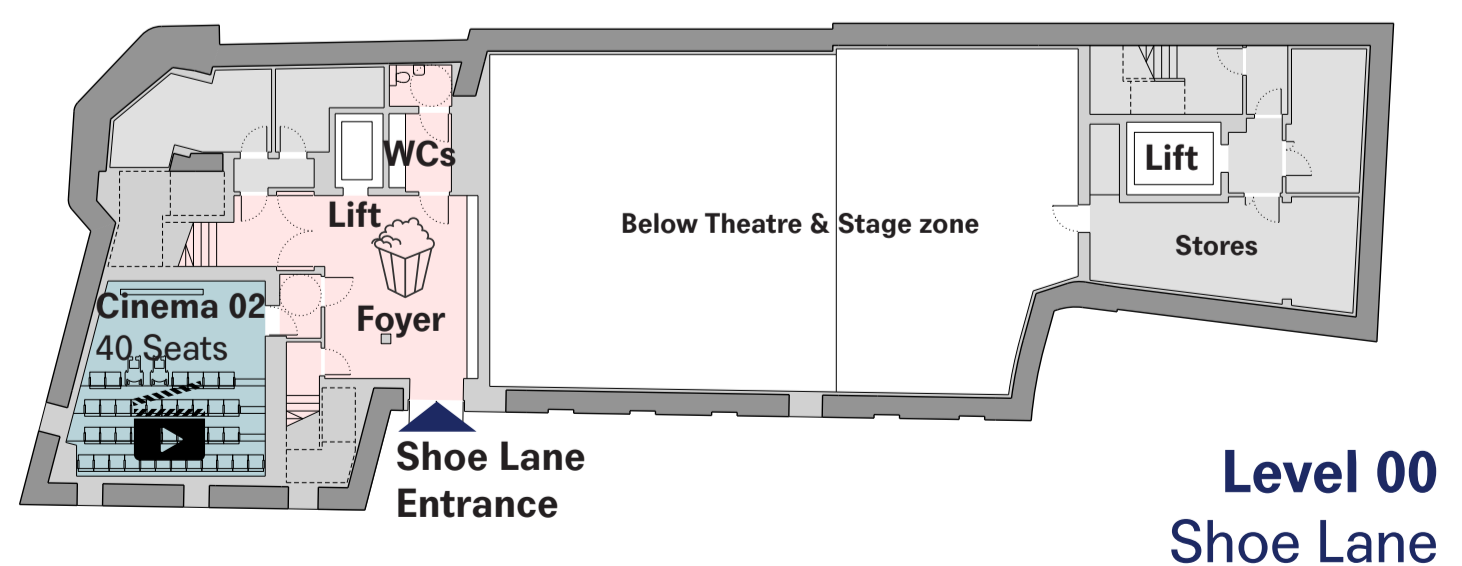 WCs
Lift
Lift
Below Theatre & Stage zone
Stores
Cinema 02
40 Seats
Foyer
Shoe Lane
Entrance
Level 00
Shoe Lane